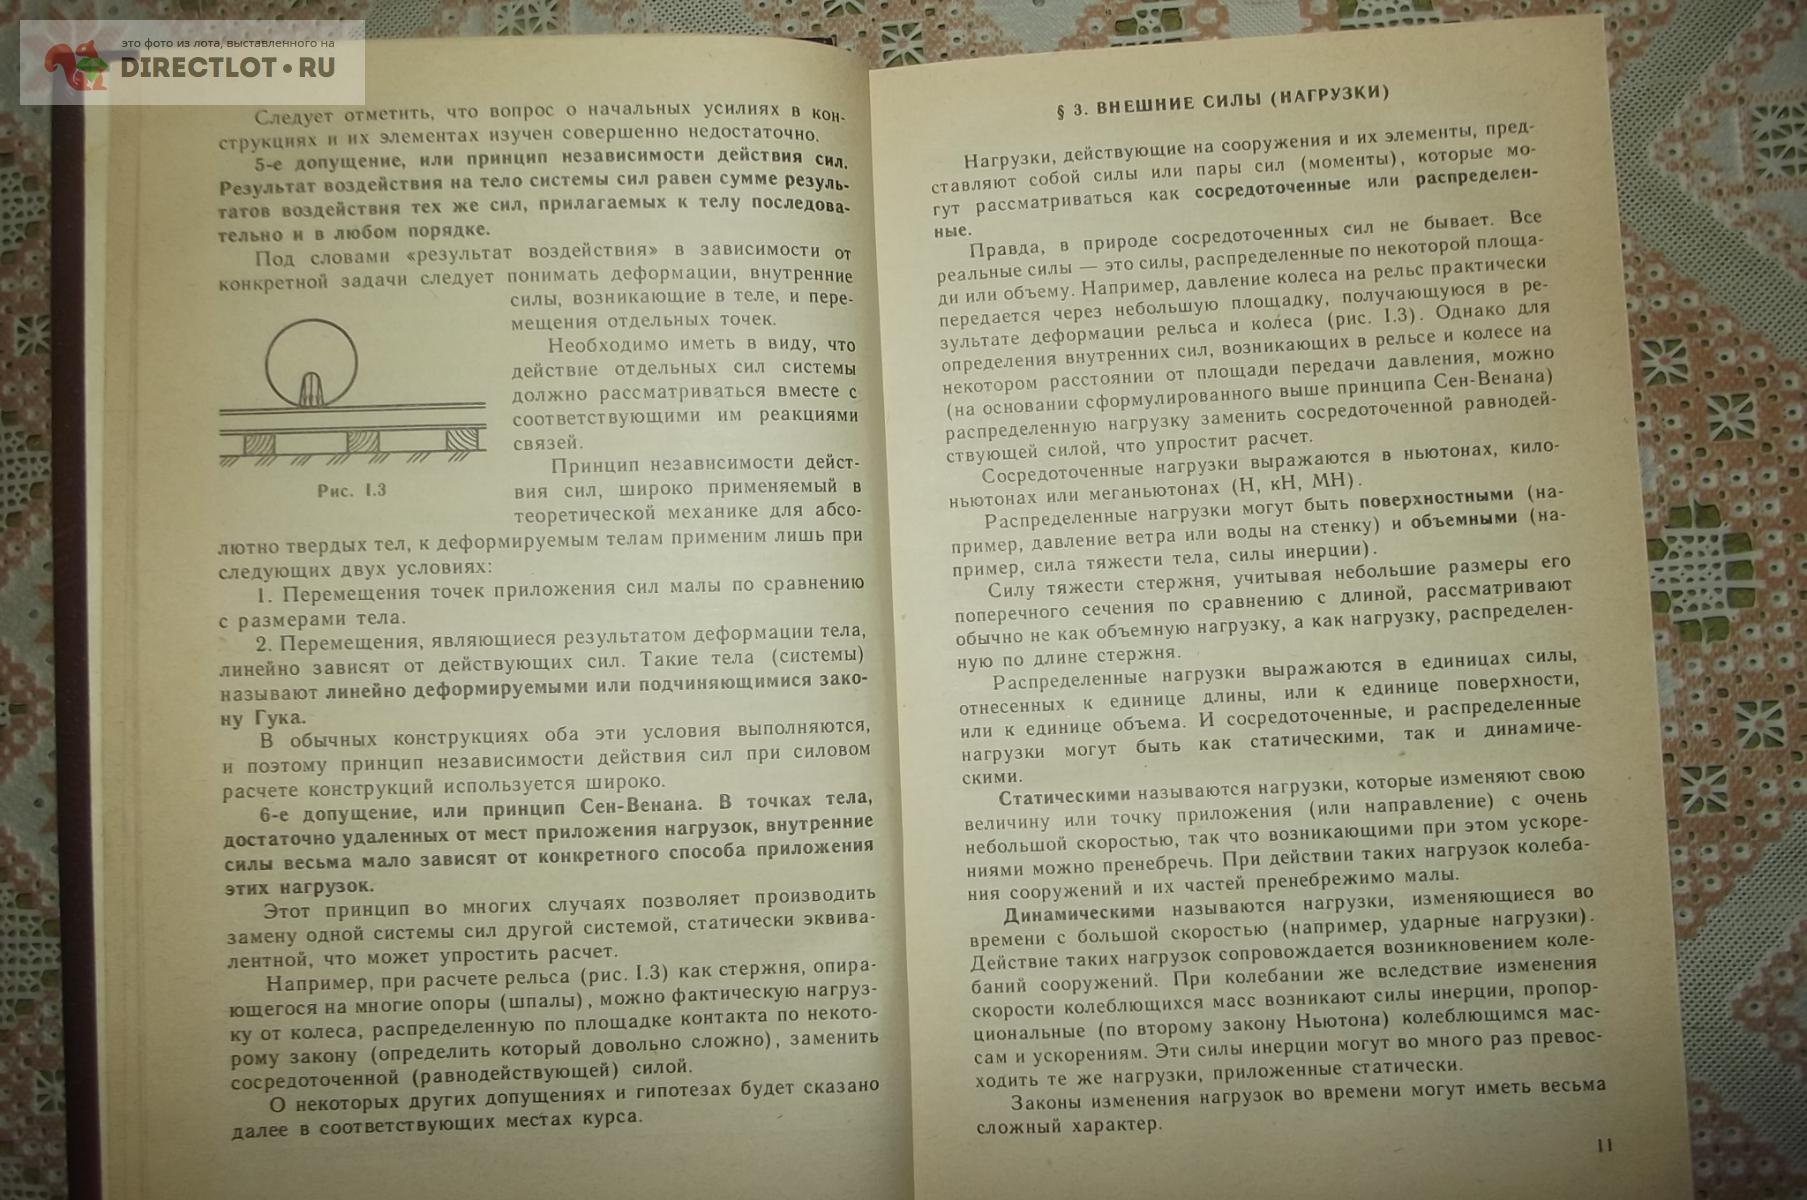 это фото из лота, выставленного на
DIRECTLOT.RU
Следует отметить, что вопрос о начальных усилиях в кон-
струкциях и их элементах изучен совершенно недостаточно.
5-е допущение, или принцип независимости действия сил.
Результат воздействия на тело системы сил равен сумме резуль-
татов воздействия тех же сил, прилагаемых к телу последова-
тельно и в любом порядке.
Под словами «результат воздействия» в зависимости от
конкретной задачи следует понимать деформации, внутренние
силы, возникающие в теле, и пере-
мещения отдельных точек.
Необходимо иметь в виду, что
действие отдельных сил системы
должно рассматриваться вместе с
соответствующими им реакциями
связей.
Принцип независимости дейст-
вия сил, широко применяемый в
теоретической механике для абсо-
Рис. I.3
лютно твердых тел, к деформируемым телам применим лишь при
следующих двух условиях:
1. Перемещения точек приложения сил малы по сравнению
с размерами тела.
2. Перемещения, являющиеся результатом деформации тела,
линейно зависят от действующих сил. Такие тела (системы)
называют линейно деформируемыми или подчиняющимися зако-
ну Гука.
В обычных конструкциях оба эти условия выполняются,
и поэтому принцип независимости действия сил при силовом
расчете конструкций используется широко.
6-е допущение, или принцип Сен-Венана. В точках тела,
достаточно удаленных от мест приложения нагрузок, внутренние
силы весьма мало зависят от конкретного способа приложения
этих нагрузок.
Этот принцип во многих случаях позволяет производить
замену одной системы сил другой системой, статически эквива-
лентной, что может упростить расчет.
Например, при расчете рельса (рис. I.3) как стержня, опира-
ющегося на многие опоры (шпалы), можно фактическую нагруз-
ку от колеса, распределенную по площадке контакта по некото-
рому закону (определить который довольно сложно), заменить
сосредоточенной (равнодействующей) силой.
О некоторых других допущениях и гипотезах будет сказано
далее в соответствующих местах курса.
§ 3. ВНЕШНИЕ СИЛЫ (НАГРУЗКИ)
Нагрузки, действующие на сооружения и их элементы, пред-
ставляют собой силы или пары сил (моменты), которые мо-
гут рассматриваться как сосредоточенные или распределен-
ные.
Правда, в природе сосредоточенных сил не бывает. Все
реальные силы — это силы, распределенные по некоторой площа-
ди или объему. Например, давление колеса на рельс практически
передается через небольшую площадку, получающуюся в ре-
зультате деформации рельса и колеса (рис. I.3). Однако для
определения внутренних сил, возникающих в рельсе и колесе на
некотором расстоянии от площади передачи давления, можно
(на основании сформулированного выше принципа Сен-Венана)
распределенную нагрузку заменить сосредоточенной равнодей-
ствующей силой, что упростит расчет.
Сосредоточенные нагрузки выражаются в ньютонах, кило-
ньютонах или меганьютонах (Н, кН, МН).
Распределенные нагрузки могут быть поверхностными (на-
пример, давление ветра или воды на стенку) и объемными (на-
пример, сила тяжести тела, силы инерции).
Силу тяжести стержня, учитывая небольшие размеры его
поперечного сечения по сравнению с длиной, рассматривают
обычно не как объемную нагрузку, а как нагрузку, распределен-
ную по длине стержня.
Распределенные нагрузки выражаются в единицах силы,
отнесенных к единице длины, или к единице поверхности,
или к единице объема. И сосредоточенные, и распределенные
нагрузки могут быть как статическими, так и динамиче-
скими.
Статическими называются нагрузки, которые изменяют свою
величину или точку приложения (или направление) с очень
небольшой скоростью, так что возникающими при этом ускоре-
ниями можно пренебречь. При действии таких нагрузок колеба-
ния сооружений и их частей пренебрежимо малы.
Динамическими называются нагрузки, изменяющиеся во
времени с большой скоростью (например, ударные нагрузки).
Действие таких нагрузок сопровождается возникновением коле-
баний сооружений. При колебании же вследствие изменения
скорости колеблющихся масс возникают силы инерции, пропор-
циональные (по второму закону Ньютона) колеблющимся мас-
сам и ускорениям. Эти силы инерции могут во много раз превос-
ходить те же нагрузки, приложенные статически.
Законы изменения нагрузок во времени могут иметь весьма
сложный характер.
11